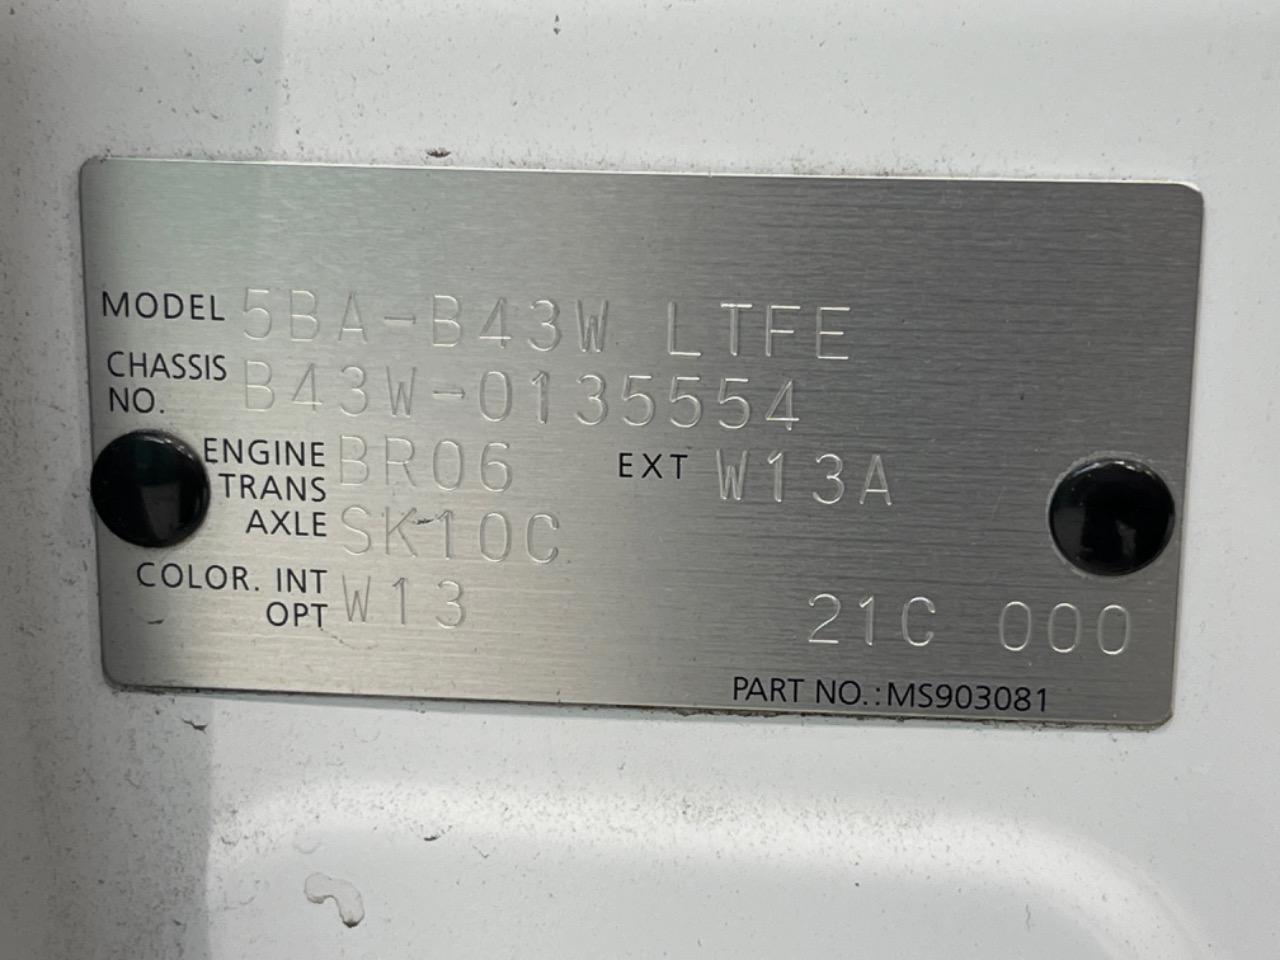 MODEL 5BA-B43W LTFE
CHASSIS NO. B43W-0135554
ENGINE BR06 EXT W13A
TRANS AXLE SK10C
COLOR. INT W13
OPT 21C 000
PART NO.:MS903081